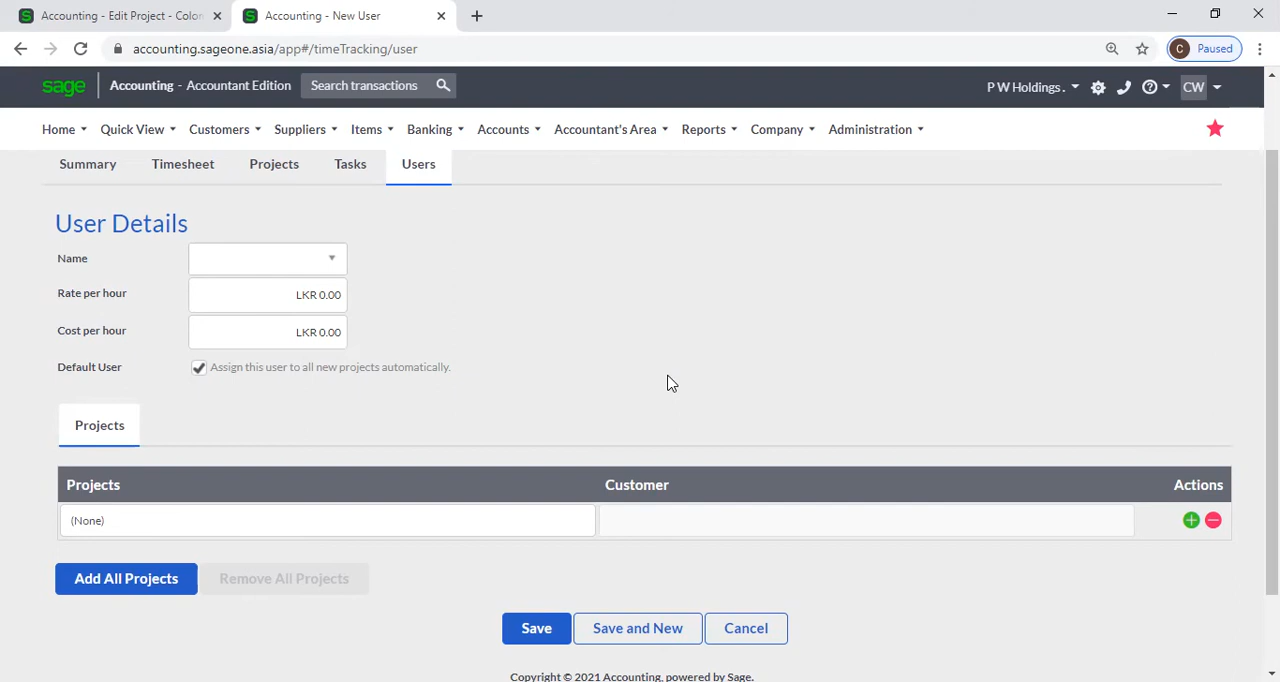 Accounting - Edit Project - Color
Accounting - New User
accounting.sageone.asia/app#/timeTracking/user
C Paused
sage Accounting - Accountant Edition Search transactions P W Holdings . CW
Home Quick View Customers Suppliers Items Banking Accounts Accountant's Area Reports Company Administration
Summary Timesheet Projects Tasks Users
User Details
Name
Rate per hour LKR 0.00
Cost per hour LKR 0.00
Default User Assign this user to all new projects automatically.
Projects
Projects Customer Actions
(None)
Add All Projects Remove All Projects
Save Save and New Cancel
Copyright © 2021 Accounting, powered by Sage.